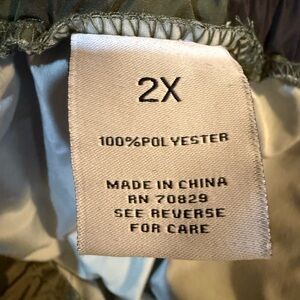 2X
100%POLYESTER
MADE IN CHINA
RN 70829
SEE REVERSE
FOR CARE